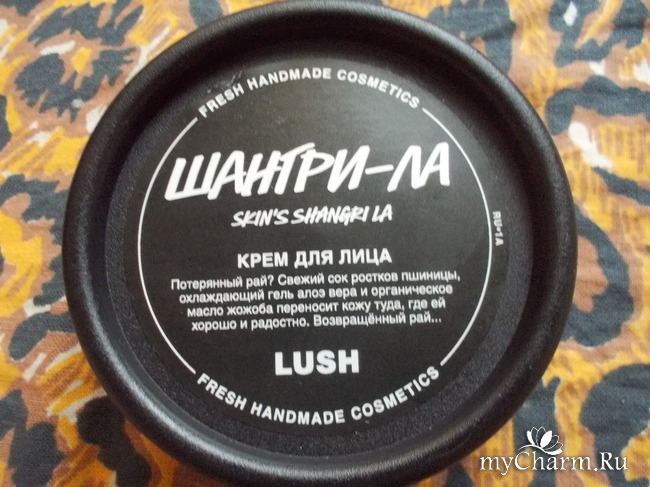 FRESH HANDMADE COSMETICS
ШАНГРИ-ЛА
SKIN'S SHANGRI LA
RU•1A
КРЕМ ДЛЯ ЛИЦА
Потерянный рай? Свежий сок ростков пшиницы,
охлаждающий гель алоэ вера и органическое
масло жожоба переносит кожу туда, где ей
хорошо и радостно. Возвращённый рай...
LUSH
FRESH HANDMADE COSMETICS
myCharm.Ru